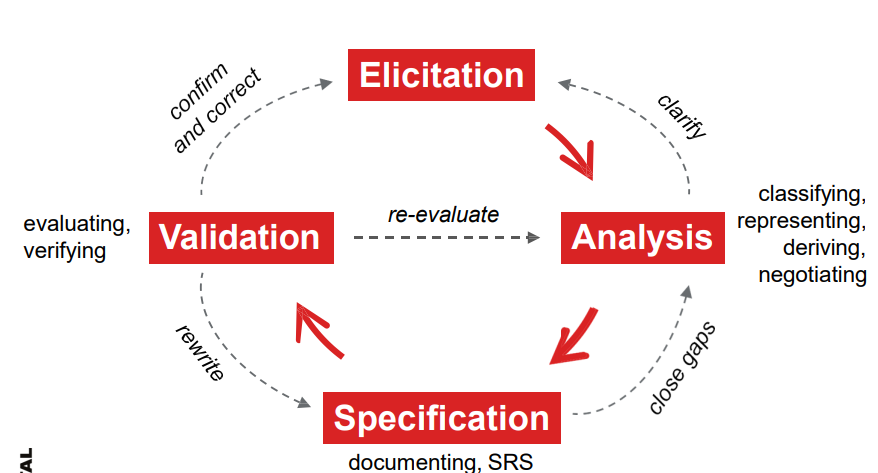 Elicitation
confirm
and correct
clarify
re-evaluate
evaluating,
verifying
Validation
Analysis
classifying,
representing,
deriving,
negotiating
rewrite
close gaps
Specification
documenting, SRS